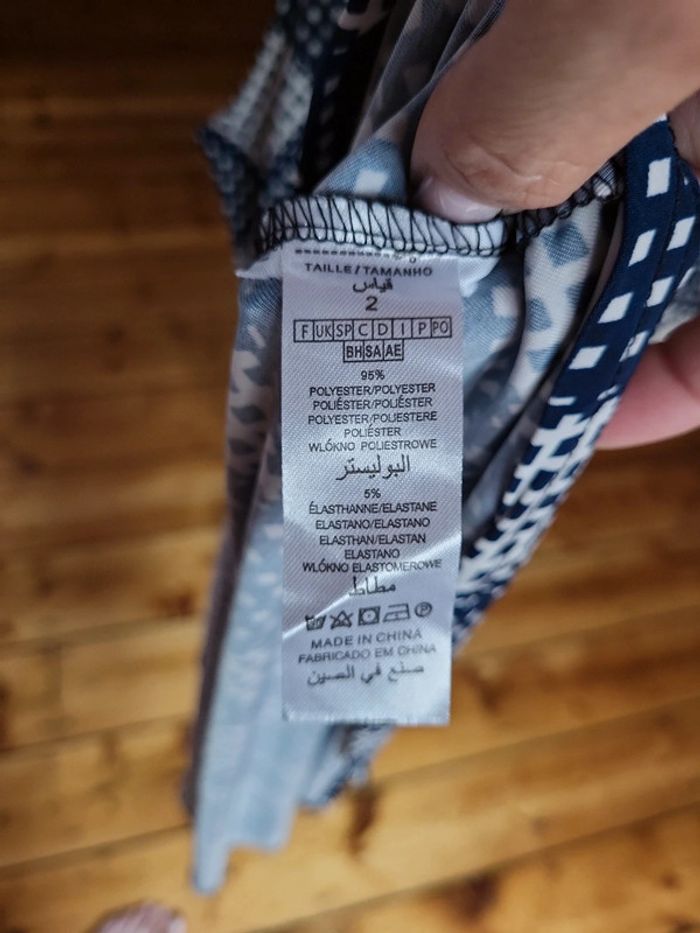 TAILLE/TAMANHO
قياس
2
F UK SP C D I P PO
BH SA AE
95%
POLYESTER/POLYESTER
POLIÉSTER/POLIÉSTER
POLYESTER/POLIESTERE
POLIÉSTER
WLÓKNO POLIESTROWE
البوليستر
5%
ÉLASTHANNE/ELASTANE
ELASTANO/ELASTANO
ELASTHAN/ELASTAN
ELASTANO
WLÓKNO ELASTOMEROWE
مطاط
MADE IN CHINA
FABRICADO EM CHINA
صنع في الصين